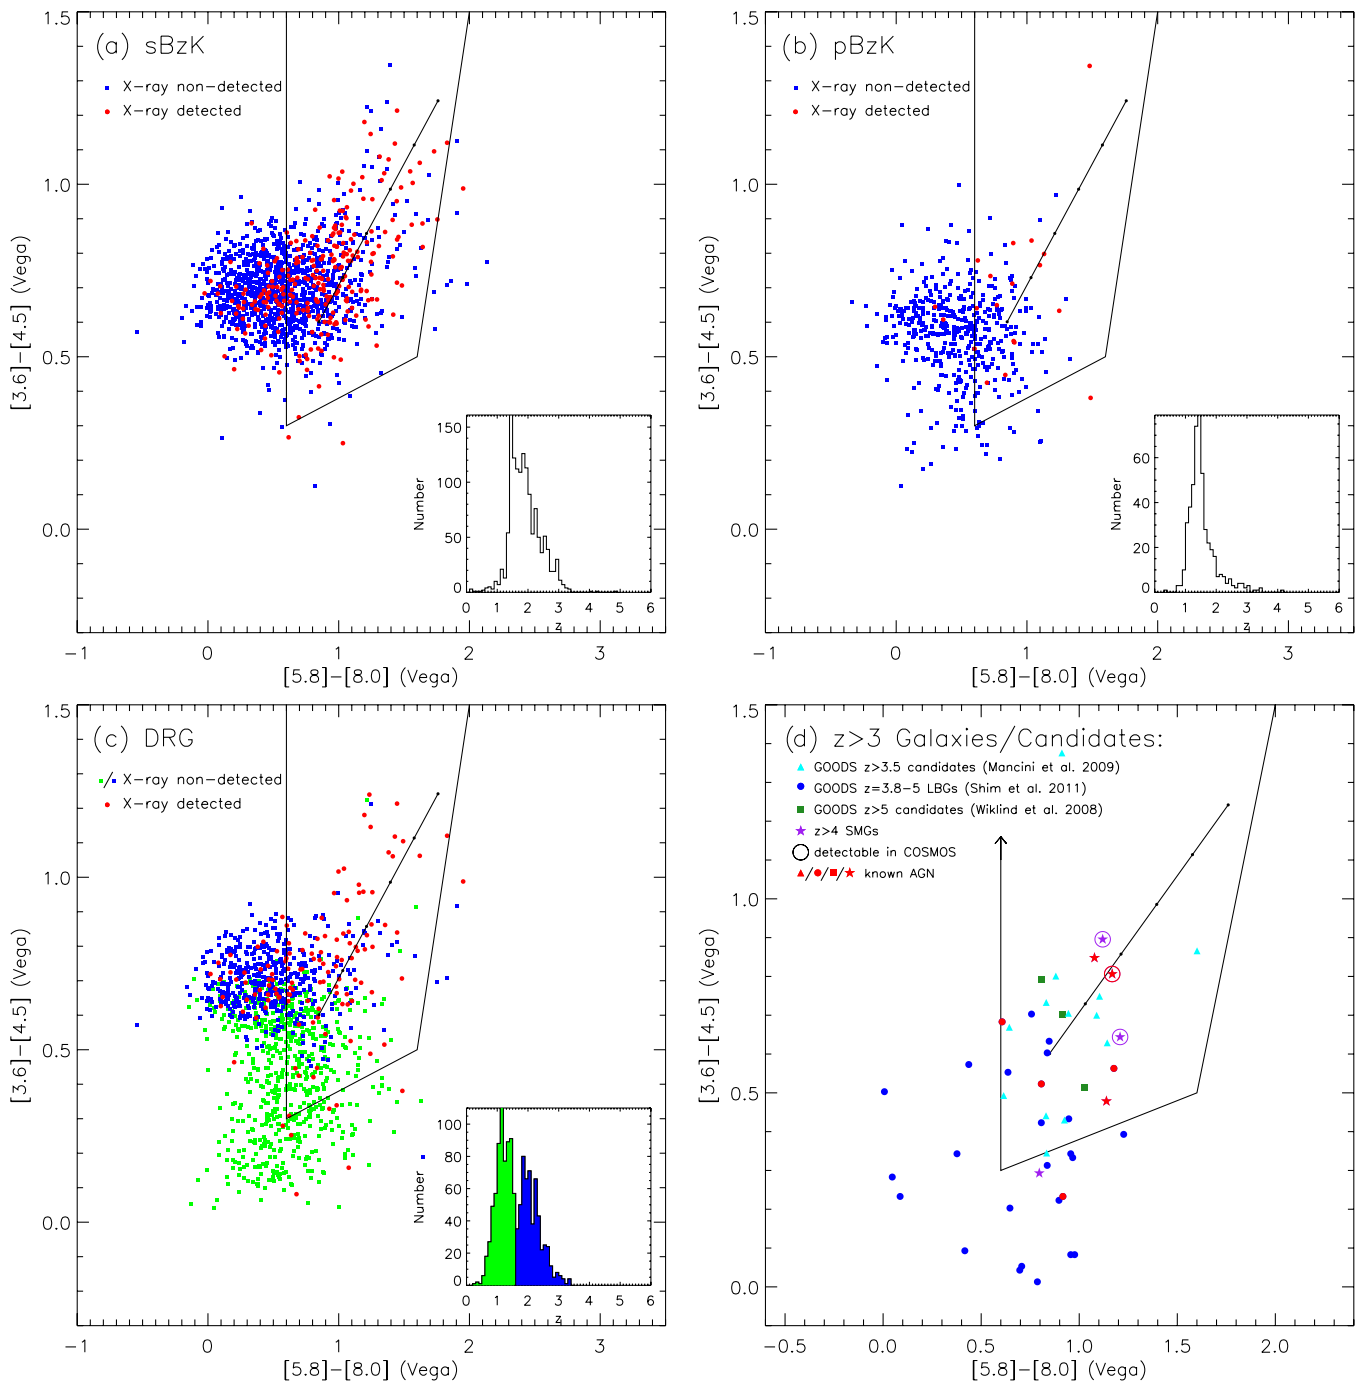 (a) sBzK
X-ray non-detected
X-ray detected
1.5
1.0
0.5
0.0
[3.6]-[4.5] (Vega)
-1 0 1 2 3
[5.8]-[8.0] (Vega)
150
100
50
0
Number
0 1 2 3 4 5 6
z
(b) pBzK
X-ray non-detected
X-ray detected
1.5
1.0
0.5
0.0
[3.6]-[4.5] (Vega)
-1 0 1 2 3
[5.8]-[8.0] (Vega)
60
40
20
0
Number
0 1 2 3 4 5 6
z
(c) DRG
/ X-ray non-detected
X-ray detected
1.5
1.0
0.5
0.0
[3.6]-[4.5] (Vega)
-1 0 1 2 3
[5.8]-[8.0] (Vega)
100
80
60
40
20
0
Number
0 1 2 3 4 5 6
z
(d) z>3 Galaxies/Candidates:
GOODS z>3.5 candidates (Mancini et al. 2009)
GOODS z=3.8-5 LBGs (Shim et al. 2011)
GOODS z>5 candidates (Wiklind et al. 2008)
z>4 SMGs
detectable in COSMOS
/ / / known AGN
1.5
1.0
0.5
0.0
[3.6]-[4.5] (Vega)
-0.5 0.0 0.5 1.0 1.5 2.0
[5.8]-[8.0] (Vega)